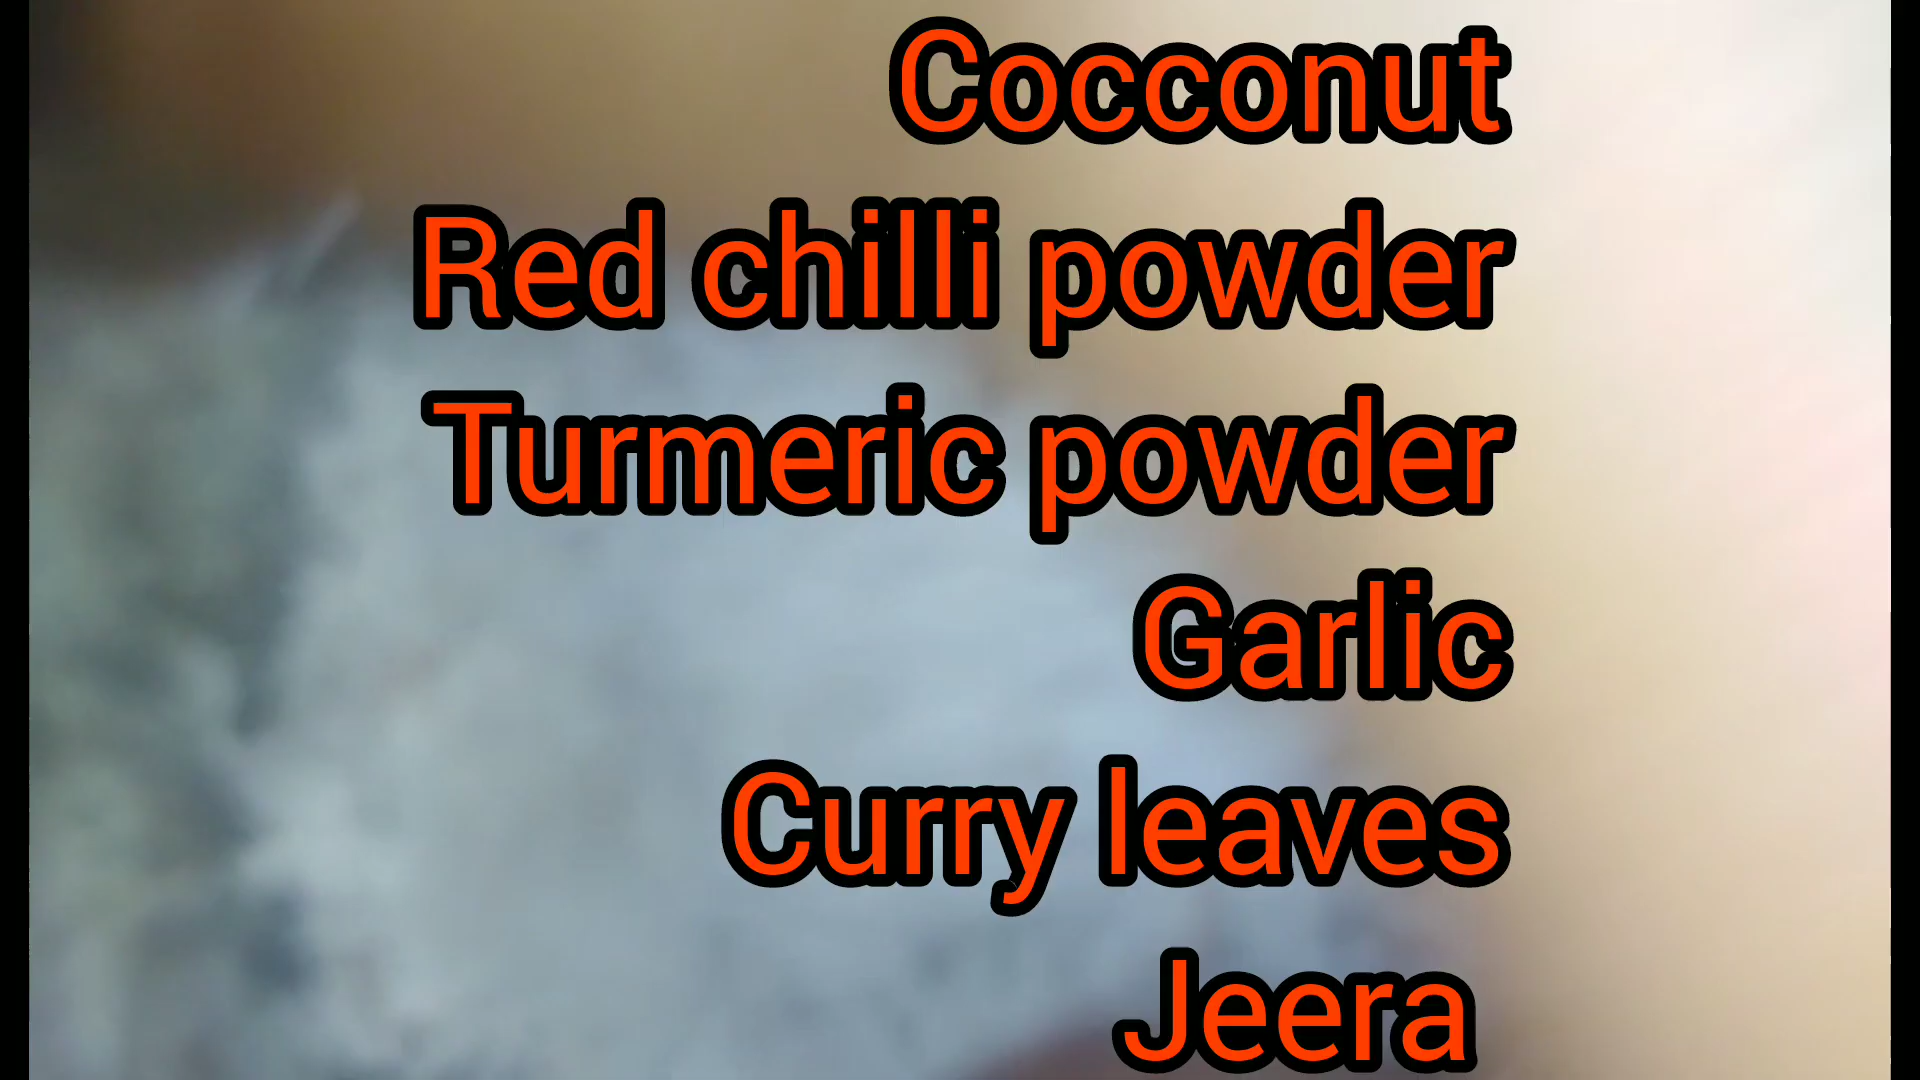 Cocconut
Red chilli powder
Turmeric powder
Garlic
Curry leaves
Jeera